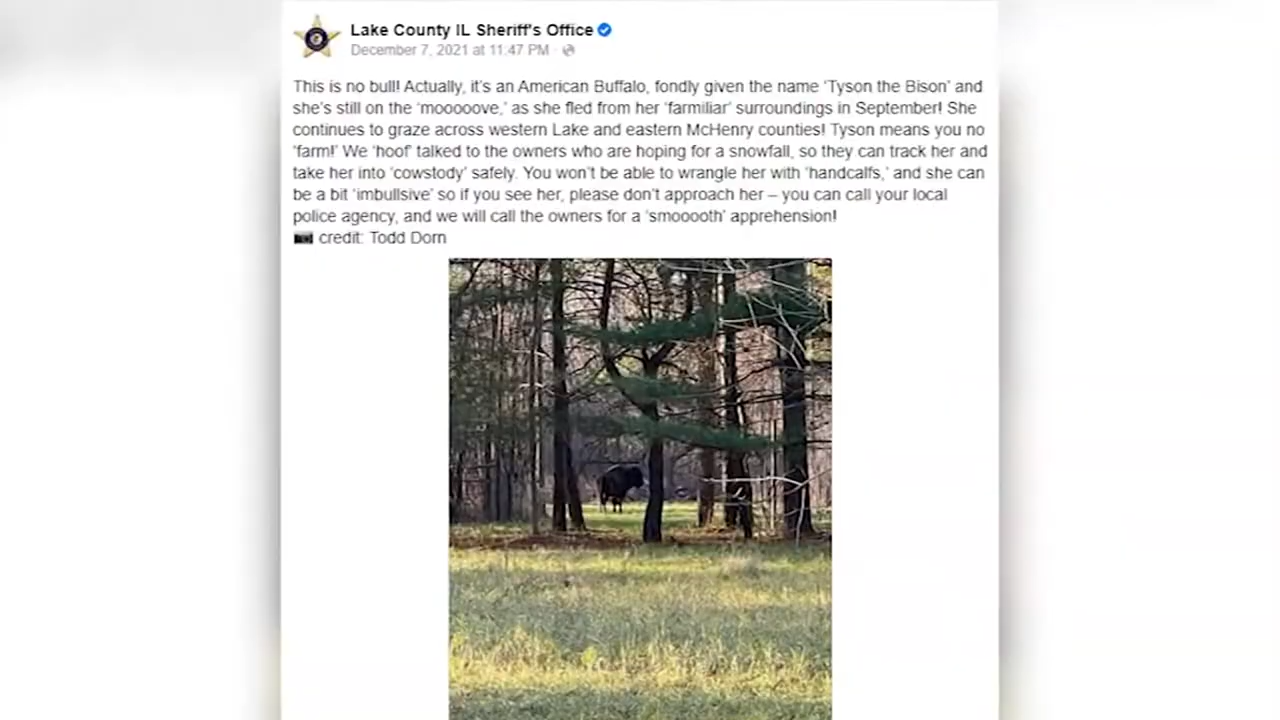 Lake County IL Sheriff's Office
December 7, 2021 at 11:47 PM ·
This is no bull! Actually, it's an American Buffalo, fondly given the name 'Tyson the Bison' and
she's still on the 'mooooove,' as she fled from her 'farmiliar' surroundings in September! She
continues to graze across western Lake and eastern McHenry counties! Tyson means you no
'farm!' We 'hoof' talked to the owners who are hoping for a snowfall, so they can track her and
take her into 'cowstody' safely. You won't be able to wrangle her with 'handcalfs,' and she can
be a bit 'imbullsive' so if you see her, please don't approach her – you can call your local
police agency, and we will call the owners for a 'smooooth' apprehension!
📷 credit: Todd Dorn